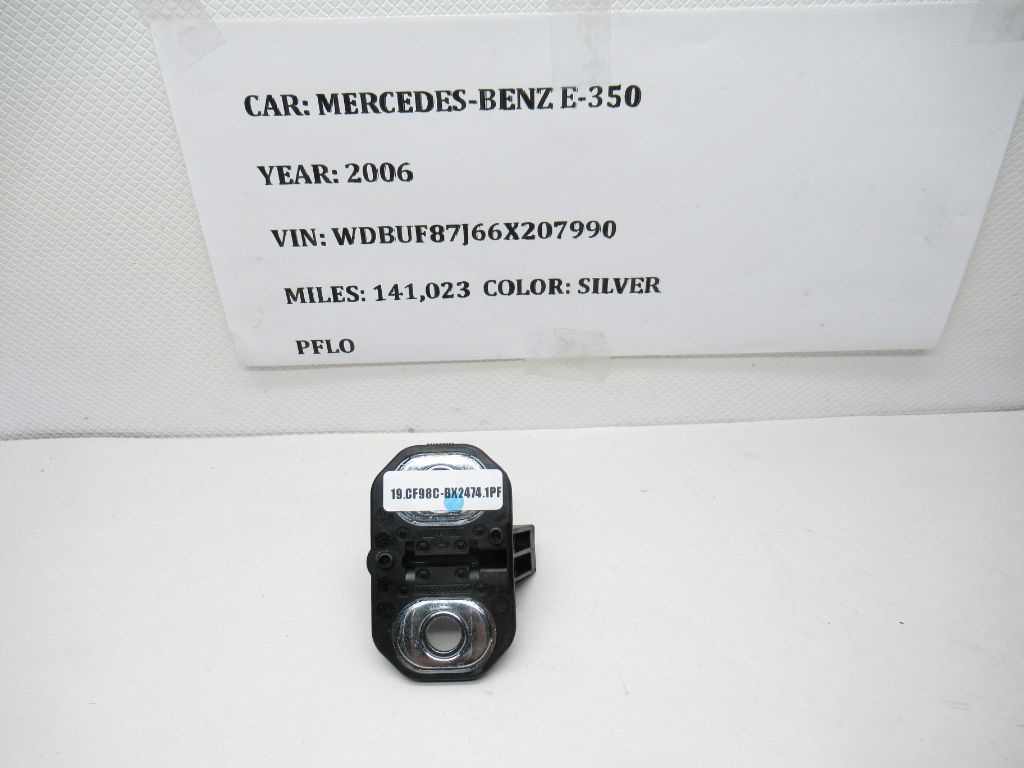 CAR: MERCEDES-BENZ E-350
YEAR: 2006
VIN: WDBUF87J66X207990
MILES: 141,023 COLOR: SILVER
PFLO
19.CF98C-BX2474.1PF